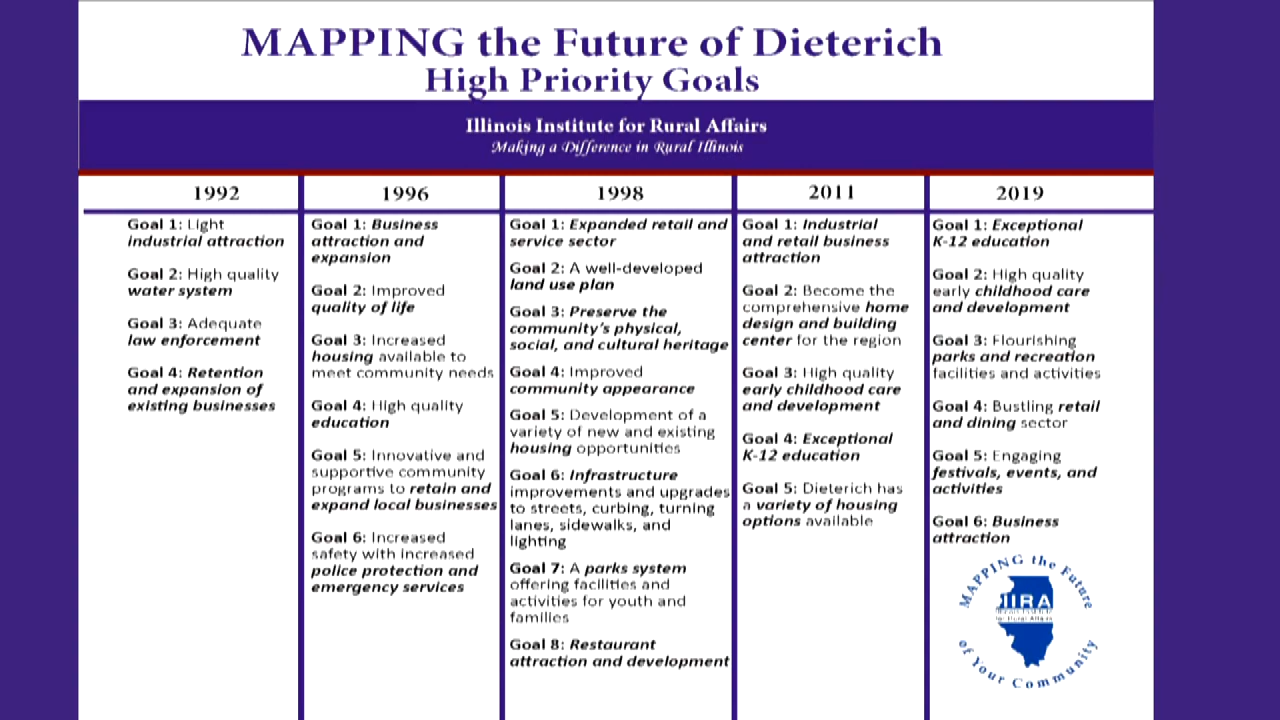 MAPPING the Future of Dieterich
High Priority Goals
Illinois Institute for Rural Affairs
Making a Difference in Rural Illinois
1992
Goal 1: Light
industrial attraction
Goal 2: High quality
water system
Goal 3: Adequate
law enforcement
Goal 4: Retention
and expansion of
existing businesses
1996
Goal 1: Business
attraction and
expansion
Goal 2: Improved
quality of life
Goal 3: Increased
housing available to
meet community needs
Goal 4: High quality
education
Goal 5: Innovative and
supportive community
programs to retain and
expand local businesses
Goal 6: Increased
safety with increased
police protection and
emergency services
1998
Goal 1: Expanded retail and
service sector
Goal 2: A well-developed
land use plan
Goal 3: Preserve the
community's physical,
social, and cultural heritage
Goal 4: Improved
community appearance
Goal 5: Development of a
variety of new and existing
housing opportunities
Goal 6: Infrastructure
improvements and upgrades
to streets, curbing, turning
lanes, sidewalks, and
lighting
Goal 7: A parks system
offering facilities and
activities for youth and
families
Goal 8: Restaurant
attraction and development
2011
Goal 1: Industrial
and retail business
attraction
Goal 2: Become the
comprehensive home
design and building
center for the region
Goal 3: High quality
early childhood care
and development
Goal 4: Exceptional
K-12 education
Goal 5: Dieterich has
a variety of housing
options available
2019
Goal 1: Exceptional
K-12 education
Goal 2: High quality
early childhood care
and development
Goal 3: Flourishing
parks and recreation
facilities and activities
Goal 4: Bustling retail
and dining sector
Goal 5: Engaging
festivals, events, and
activities
Goal 6: Business
attraction
MAPPING the Future
IIRA
Illinois Institute
for Rural Affairs
of Your Community